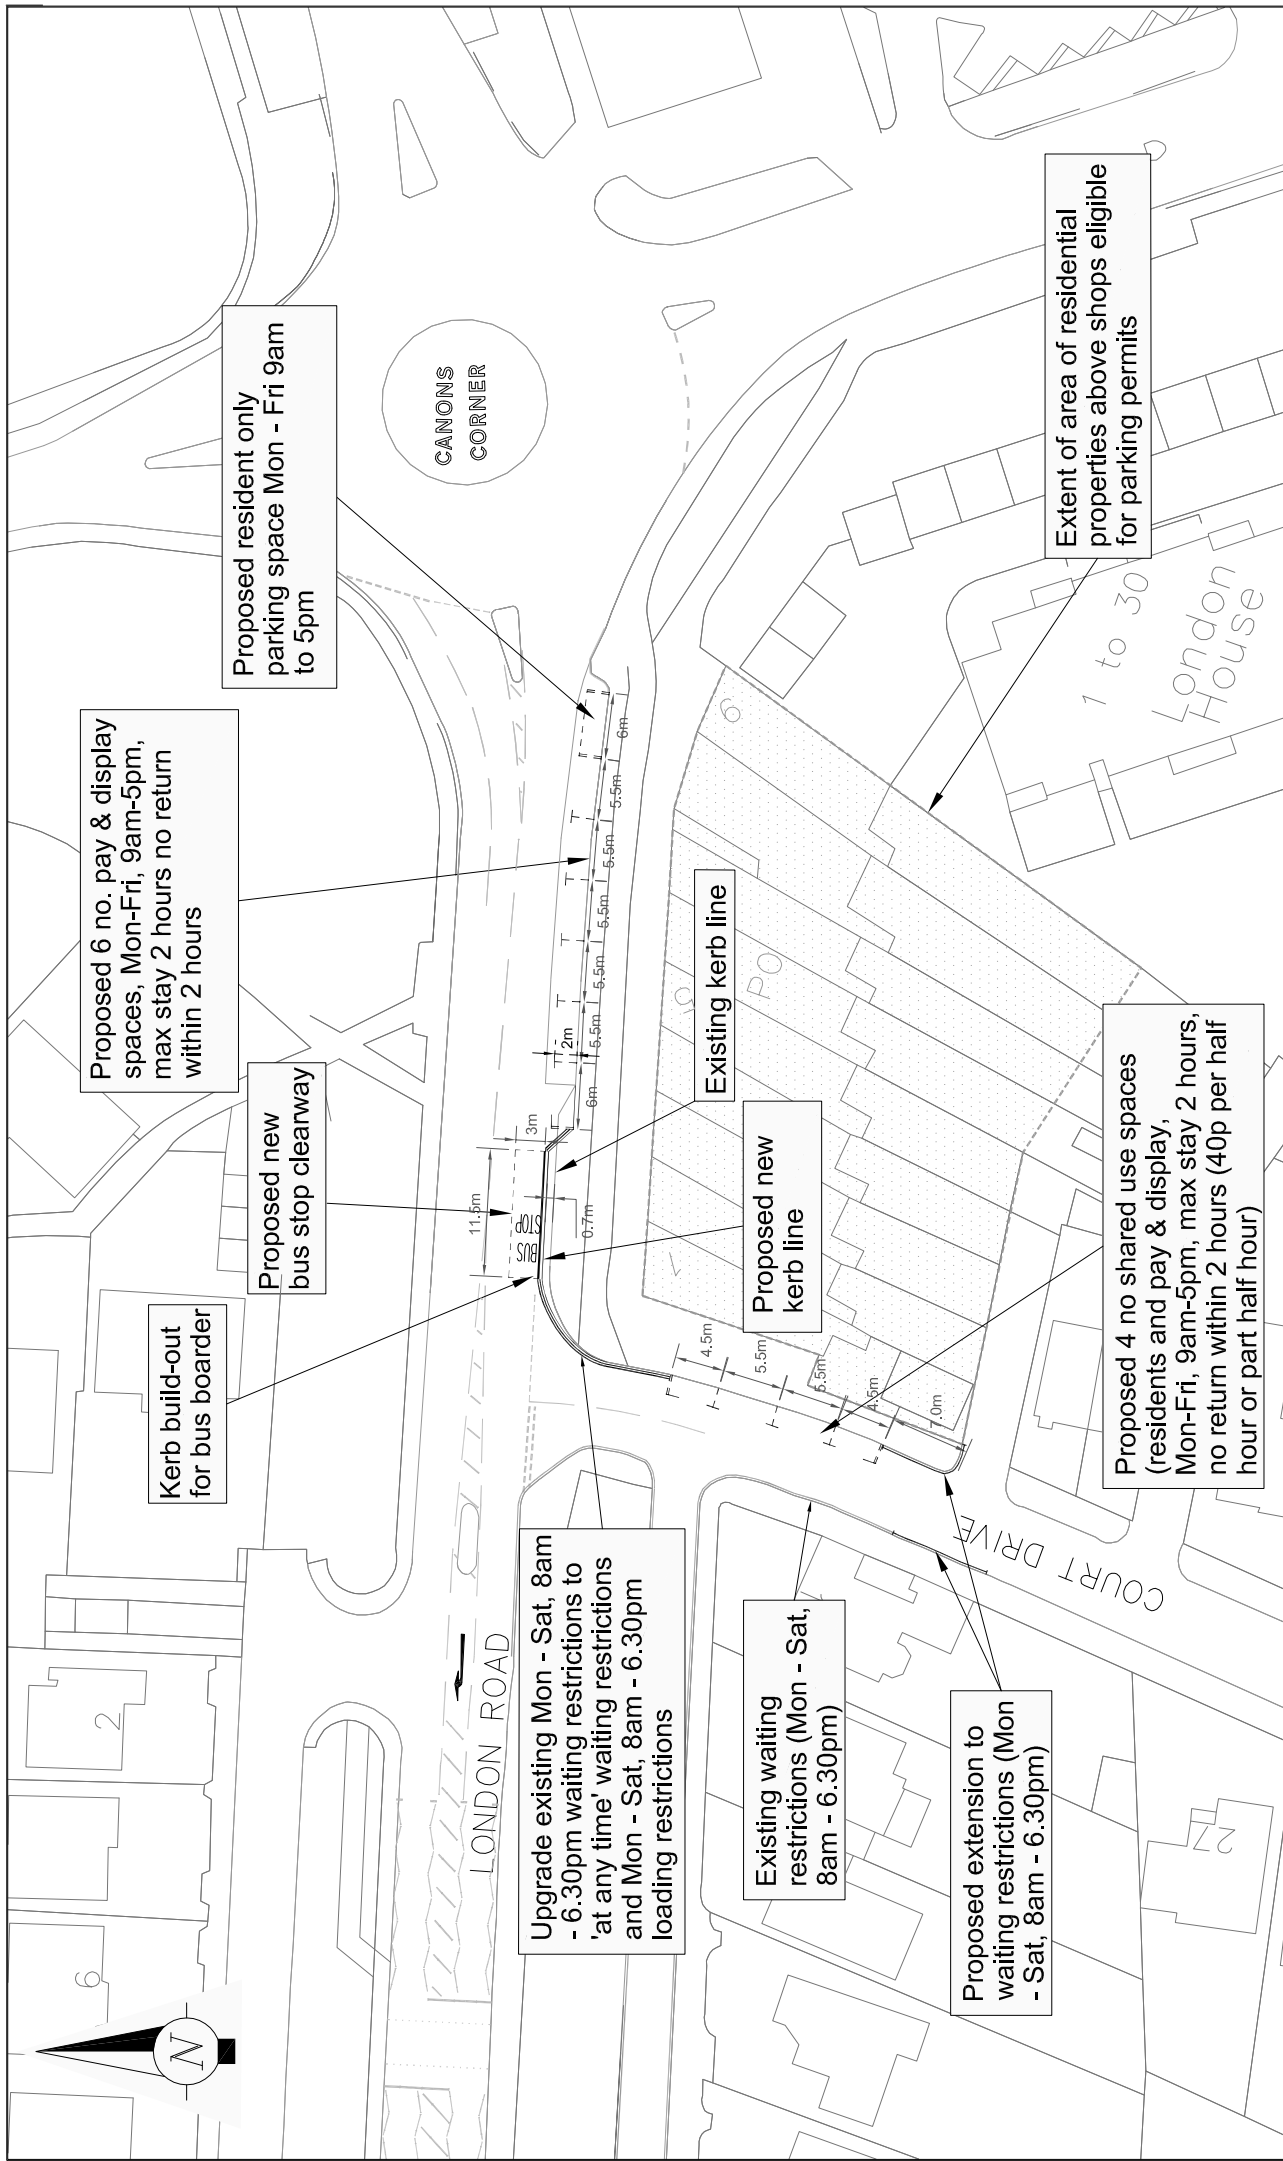 Proposed resident only
parking space Mon - Fri 9am
to 5pm
Proposed 6 no. pay & display
spaces, Mon-Fri, 9am-5pm,
max stay 2 hours no return
within 2 hours
Proposed new
bus stop clearway
Kerb build-out
for bus boarder
CANONS
CORNER
Extent of area of residential
properties above shops eligible
for parking permits
Existing kerb line
Proposed new
kerb line
Proposed 4 no shared use spaces
(residents and pay & display,
Mon-Fri, 9am-5pm, max stay 2 hours,
no return within 2 hours (40p per half
hour or part half hour)
Upgrade existing Mon - Sat, 8am
- 6.30pm waiting restrictions to
'at any time' waiting restrictions
and Mon - Sat, 8am - 6.30pm
loading restrictions
Existing waiting
restrictions (Mon - Sat,
8am - 6.30pm)
Proposed extension to
waiting restrictions (Mon
- Sat, 8am - 6.30pm)
LONDON ROAD
COURT DRIVE
BUS
STOP
11.5m
3m
0.7m
2m
6m
5.5m
5.5m
5.5m
5.5m
5.5m
6m
4.5m
5.5m
5.5m
4.5m
7.0m
1 to 30
London
House
PO
6
2
6
27
N